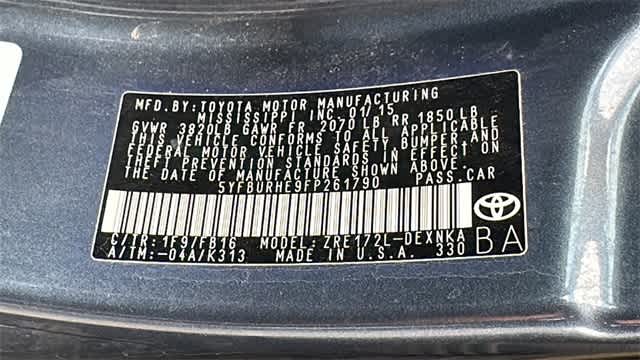 MFD.BY:TOYOTA MOTOR MANUFACTURING
MISSISSIPPI INC. 01/15
GVWR 3820LB GAWR FR 2070 LB RR 1850 LB
THIS VEHICLE CONFORMS TO ALL APPLICABLE
FEDERAL MOTOR VEHICLE SAFETY, BUMPER, AND
THEFT PREVENTION STANDARDS IN EFFECT ON
THE DATE OF MANUFACTURE SHOWN ABOVE.
5YFBURHE9FP261790 PASS.CAR
C/TR: 1F9/FB16 MODEL: ZRE172L-DEXNKA
A/TM:-04A/K313 MADE IN U.S.A. 330
BA